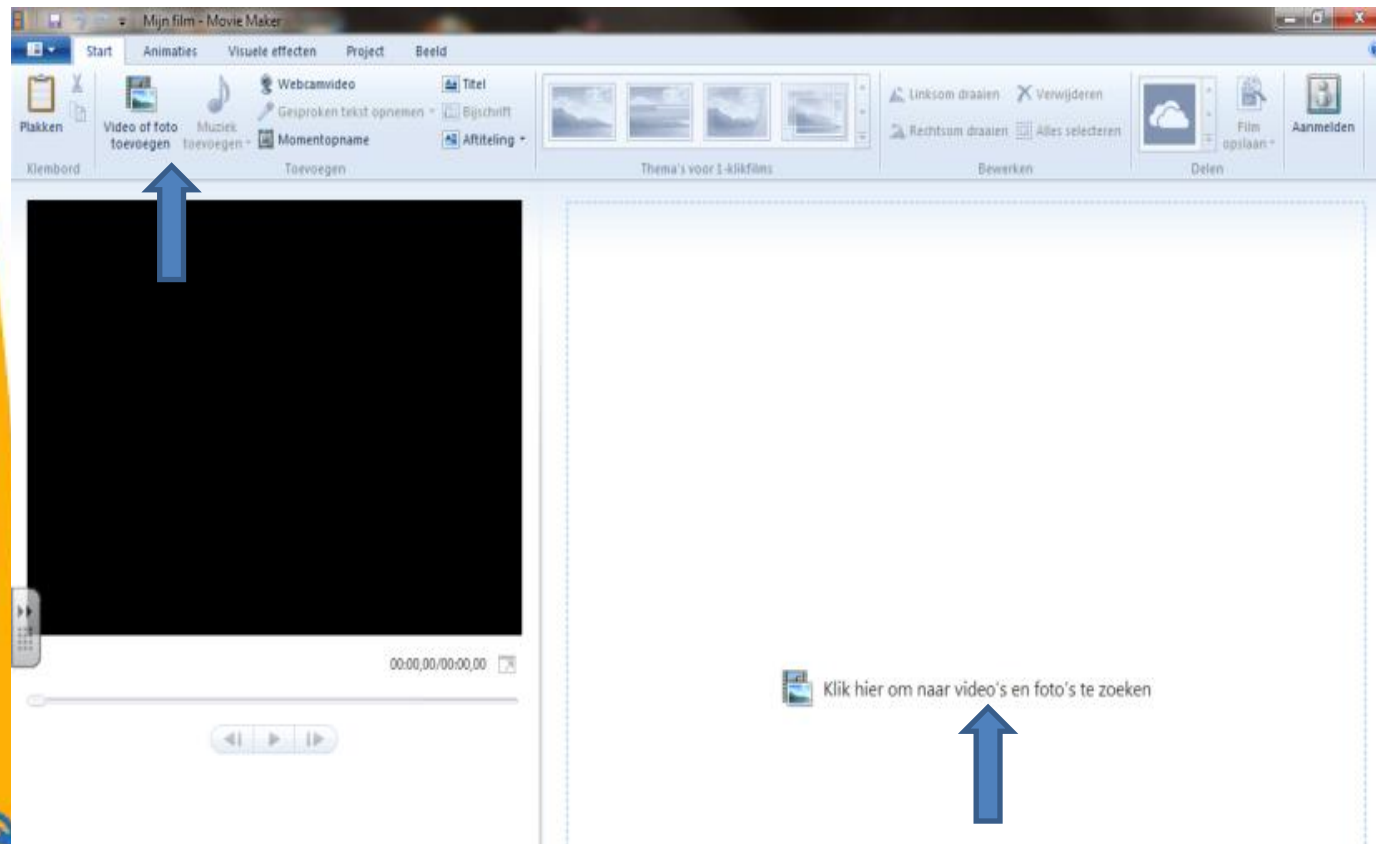 Mijn film - Movie Maker
Start Animaties Visuele effecten Project Beeld
Plakken
Klembord
Video of foto toevoegen
Muziek toevoegen
Webcamvideo
Gesproken tekst opnemen
Momentopname
Titel
Bijschrift
Aftiteling
Toevoegen
Thema's voor 1-klikfilms
Linksom draaien
Rechtsom draaien
Verwijderen
Alles selecteren
Bewerken
Film opslaan
Delen
Aanmelden
00:00,00/00:00,00
Klik hier om naar video's en foto's te zoeken